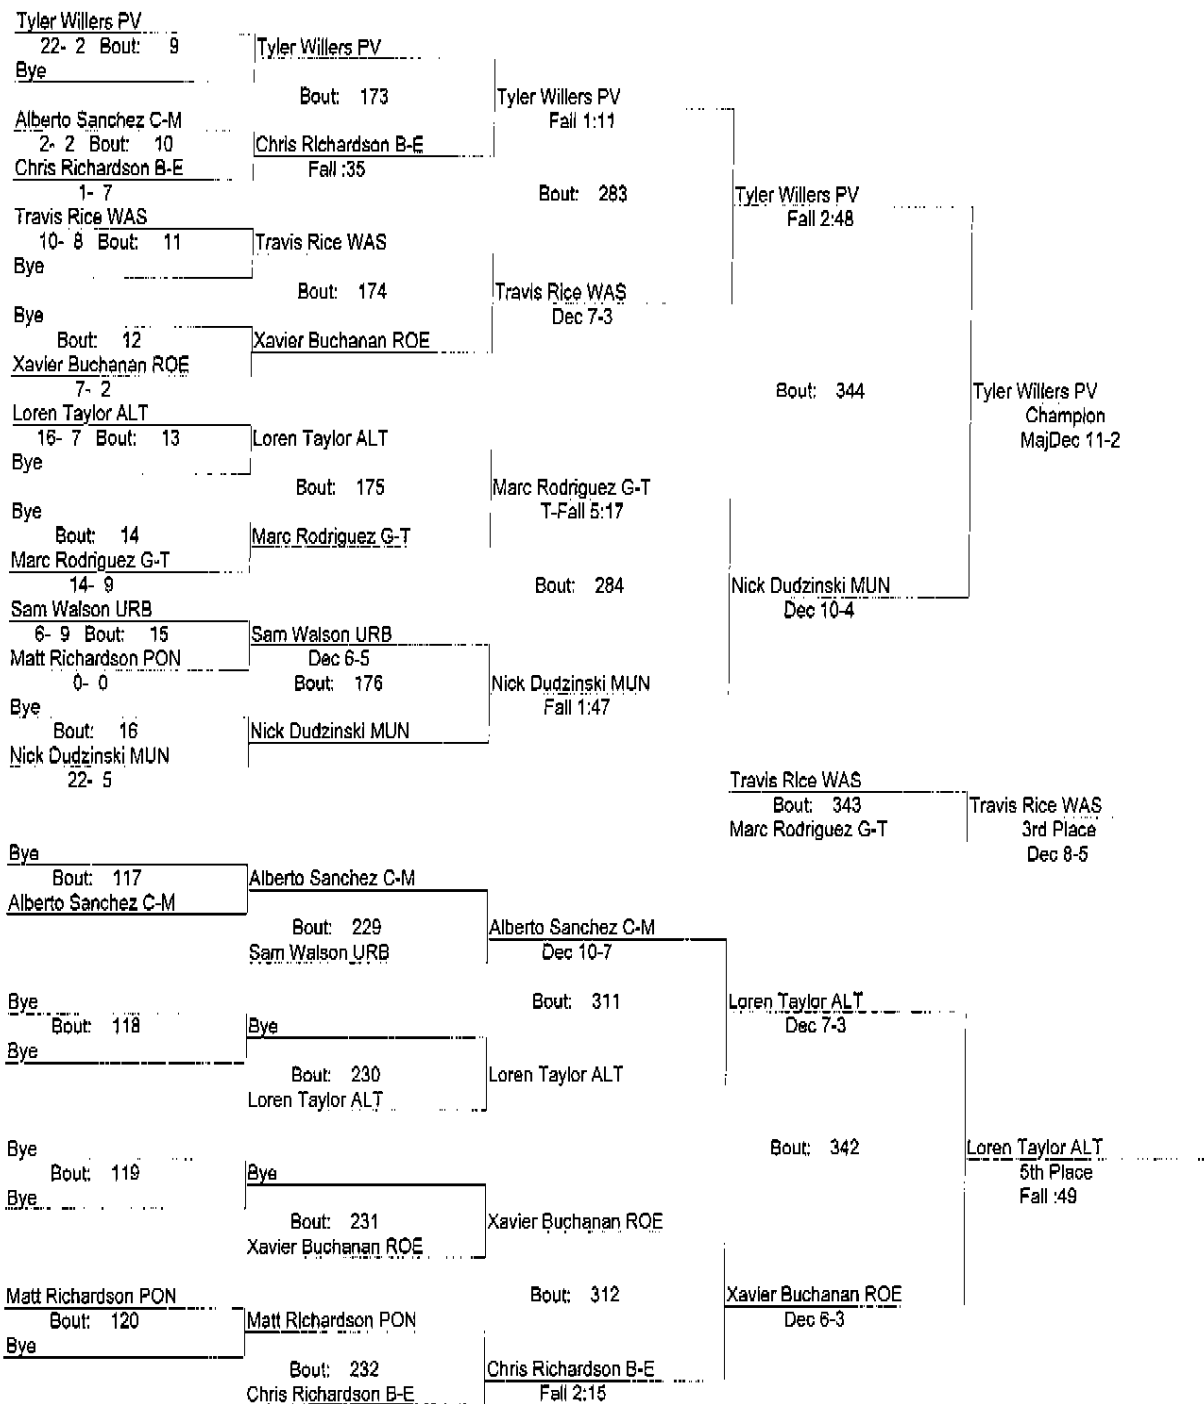 Tyler Willers PV
22- 2 Bout: 9
Bye
Tyler Willers PV
Bout: 173
Tyler Willers PV
Fall 1:11
Alberto Sanchez C-M
2- 2 Bout: 10
Chris Richardson B-E
1- 7
Chris Richardson B-E
Fall :35
Bout: 283
Tyler Willers PV
Fall 2:48
Travis Rice WAS
10- 8 Bout: 11
Bye
Travis Rice WAS
Bout: 174
Travis Rice WAS
Dec 7-3
Bye
Bout: 12
Xavier Buchanan ROE
7- 2
Xavier Buchanan ROE
Bout: 344
Tyler Willers PV
Champion
MajDec 11-2
Loren Taylor ALT
16- 7 Bout: 13
Bye
Loren Taylor ALT
Bout: 175
Marc Rodriguez G-T
T-Fall 5:17
Bye
Bout: 14
Marc Rodriguez G-T
14- 9
Marc Rodriguez G-T
Bout: 284
Nick Dudzinski MUN
Dec 10-4
Sam Walson URB
6- 9 Bout: 15
Matt Richardson PON
0- 0
Sam Walson URB
Dec 6-5
Bout: 176
Nick Dudzinski MUN
Fall 1:47
Bye
Bout: 16
Nick Dudzinski MUN
22- 5
Nick Dudzinski MUN
Travis Rice WAS
Bout: 343
Marc Rodriguez G-T
Travis Rice WAS
3rd Place
Dec 8-5
Bye
Bout: 117
Alberto Sanchez C-M
Alberto Sanchez C-M
Bout: 229
Sam Walson URB
Alberto Sanchez C-M
Dec 10-7
Bye
Bout: 118
Bye
Bye
Bout: 230
Loren Taylor ALT
Bout: 311
Loren Taylor ALT
Loren Taylor ALT
Dec 7-3
Bye
Bout: 119
Bye
Bye
Bout: 231
Xavier Buchanan ROE
Xavier Buchanan ROE
Bout: 342
Loren Taylor ALT
5th Place
Fall :49
Matt Richardson PON
Bout: 120
Bye
Matt Richardson PON
Bout: 232
Chris Richardson B-E
Bout: 312
Chris Richardson B-E
Fall 2:15
Xavier Buchanan ROE
Dec 6-3